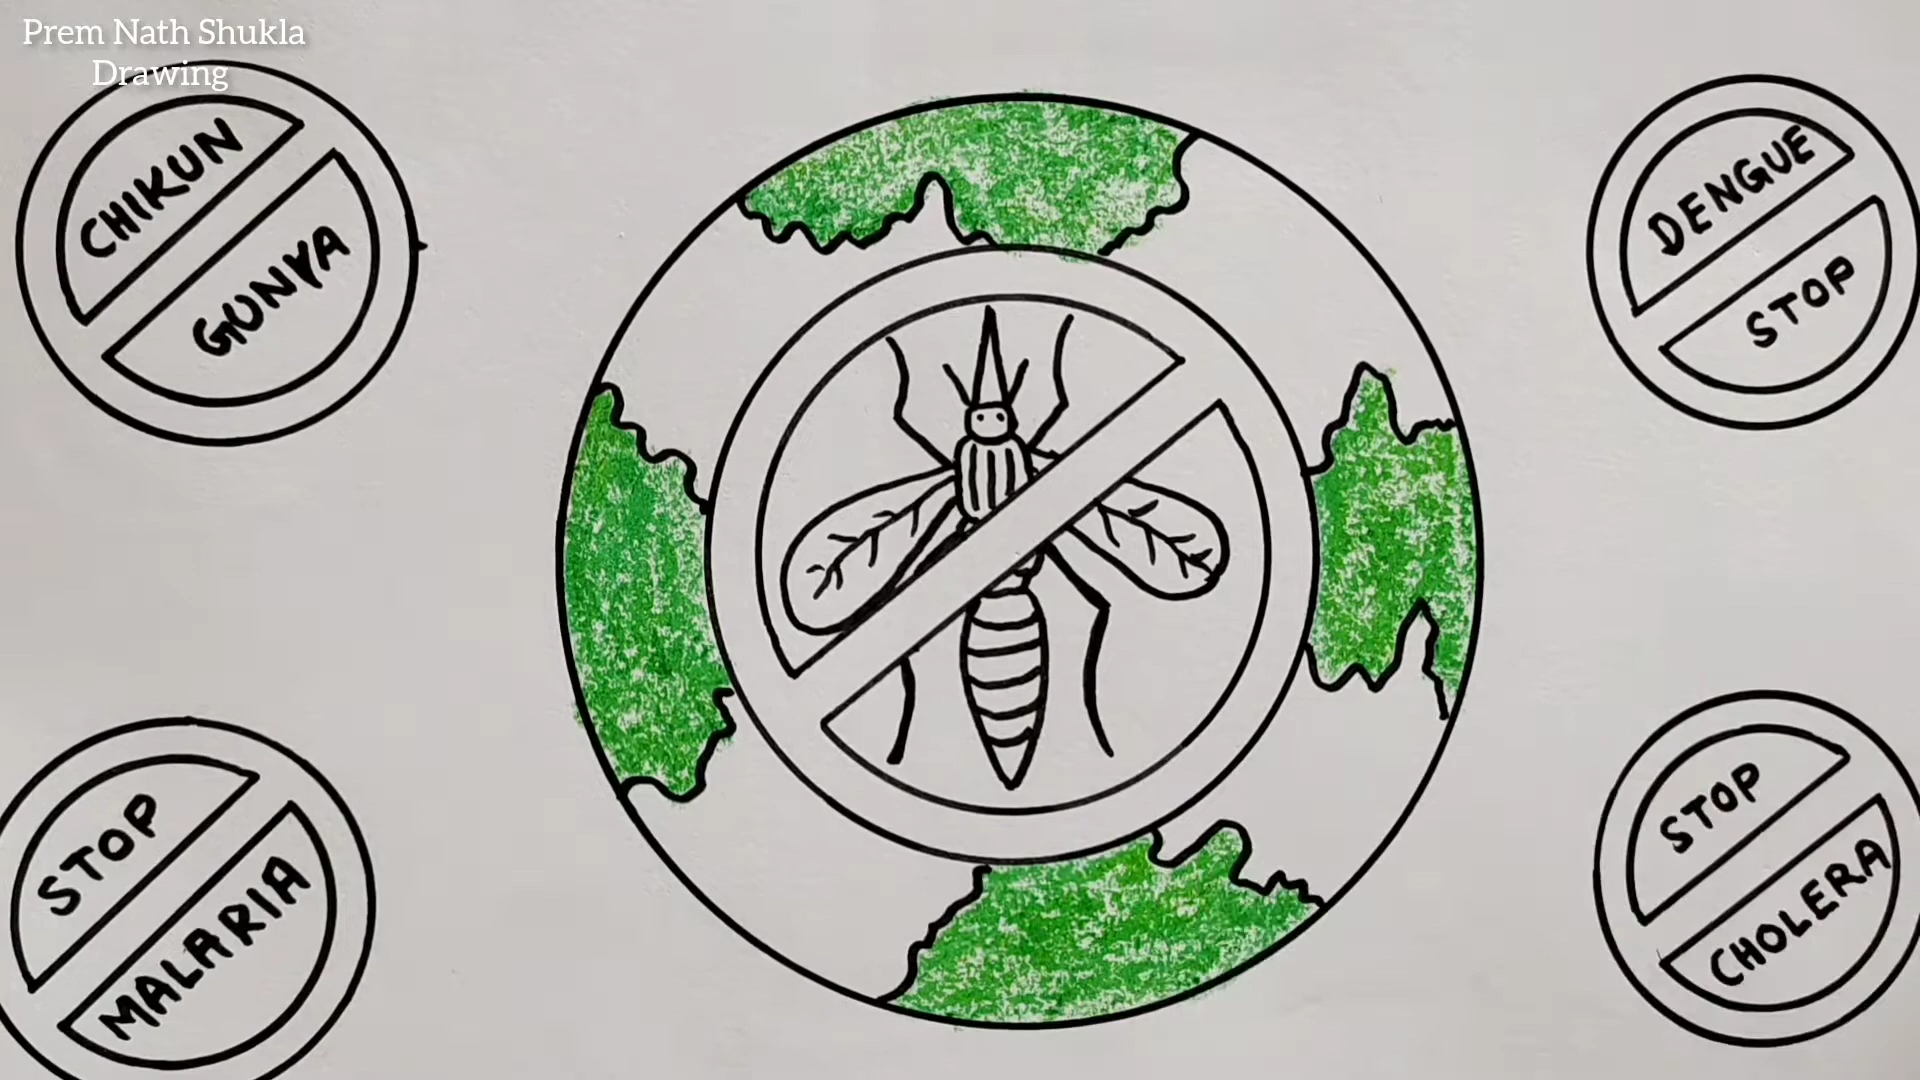 Prem Nath Shukla
Drawing
CHIKUN
GUNYA
DENGUE
STOP
STOP
MALARIA
STOP
CHOLERA